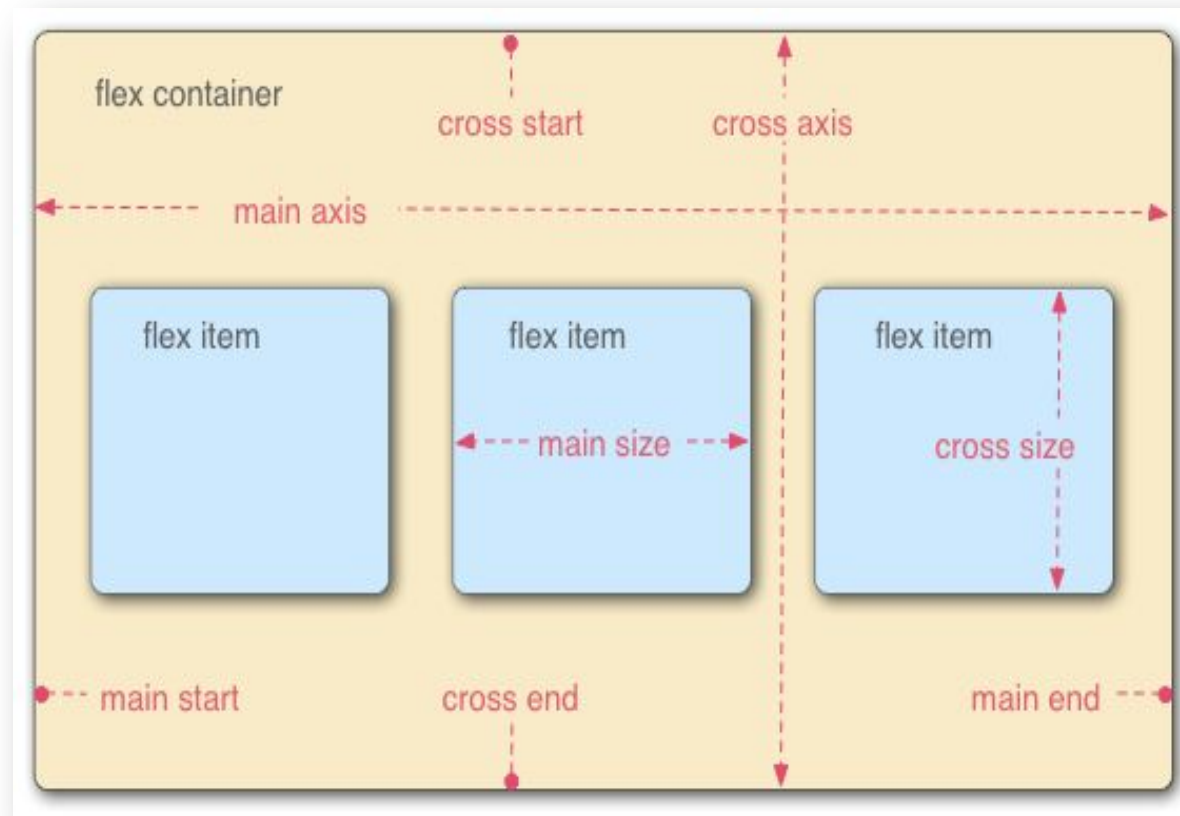 flex container
cross start
cross axis
main axis
flex item
flex item
flex item
main size
cross size
main start
cross end
main end